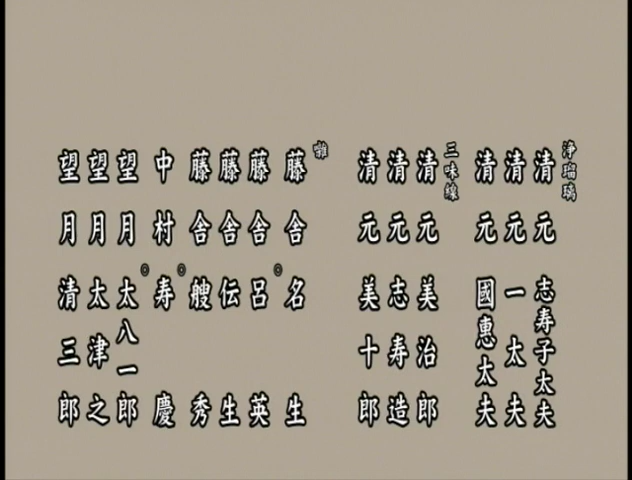 浄瑠璃
清元志寿子太夫
清元一太夫
清元國惠太夫
三味線
清元美治郎
清元志寿造
清元美十郎
囃
藤舎名生
◎藤舎呂英
藤舎伝生
藤舎艘秀
◎中村寿慶
◎望月太八一郎
望月太津之
望月清三郎